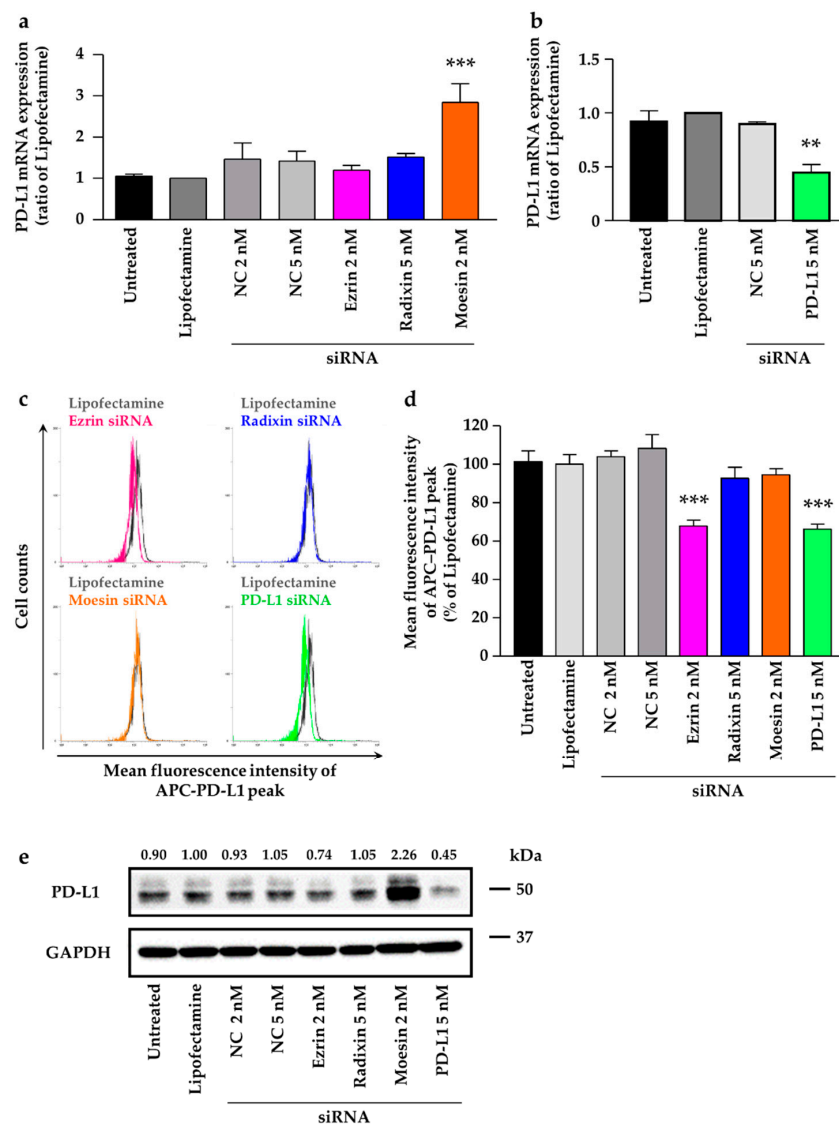 a
PD-L1 mRNA expression
(ratio of Lipofectamine)
4
3
2
1
0
***
Untreated
Lipofectamine
NC 2 nM
NC 5 nM
Ezrin 2 nM
Radixin 5 nM
Moesin 2 nM
siRNA
b
PD-L1 mRNA expression
(ratio of Lipofectamine)
1.5
1.0
0.5
0
**
Untreated
Lipofectamine
NC 5 nM
PD-L1 5 nM
siRNA
c
Cell counts
Lipofectamine
Ezrin siRNA
Lipofectamine
Radixin siRNA
Lipofectamine
Moesin siRNA
Lipofectamine
PD-L1 siRNA
Mean fluorescence intensity of
APC-PD-L1 peak
d
Mean fluorescence intensity
of APC–PD-L1 peak
(% of Lipofectamine)
120
100
80
60
40
20
0
***
***
Untreated
Lipofectamine
NC 2 nM
NC 5 nM
Ezrin 2 nM
Radixin 5 nM
Moesin 2 nM
PD-L1 5 nM
siRNA
e
0.90 1.00 0.93 1.05 0.74 1.05 2.26 0.45 kDa
PD-L1
50
37
GAPDH
Untreated
Lipofectamine
NC 2 nM
NC 5 nM
Ezrin 2 nM
Radixin 5 nM
Moesin 2 nM
PD-L1 5 nM
siRNA